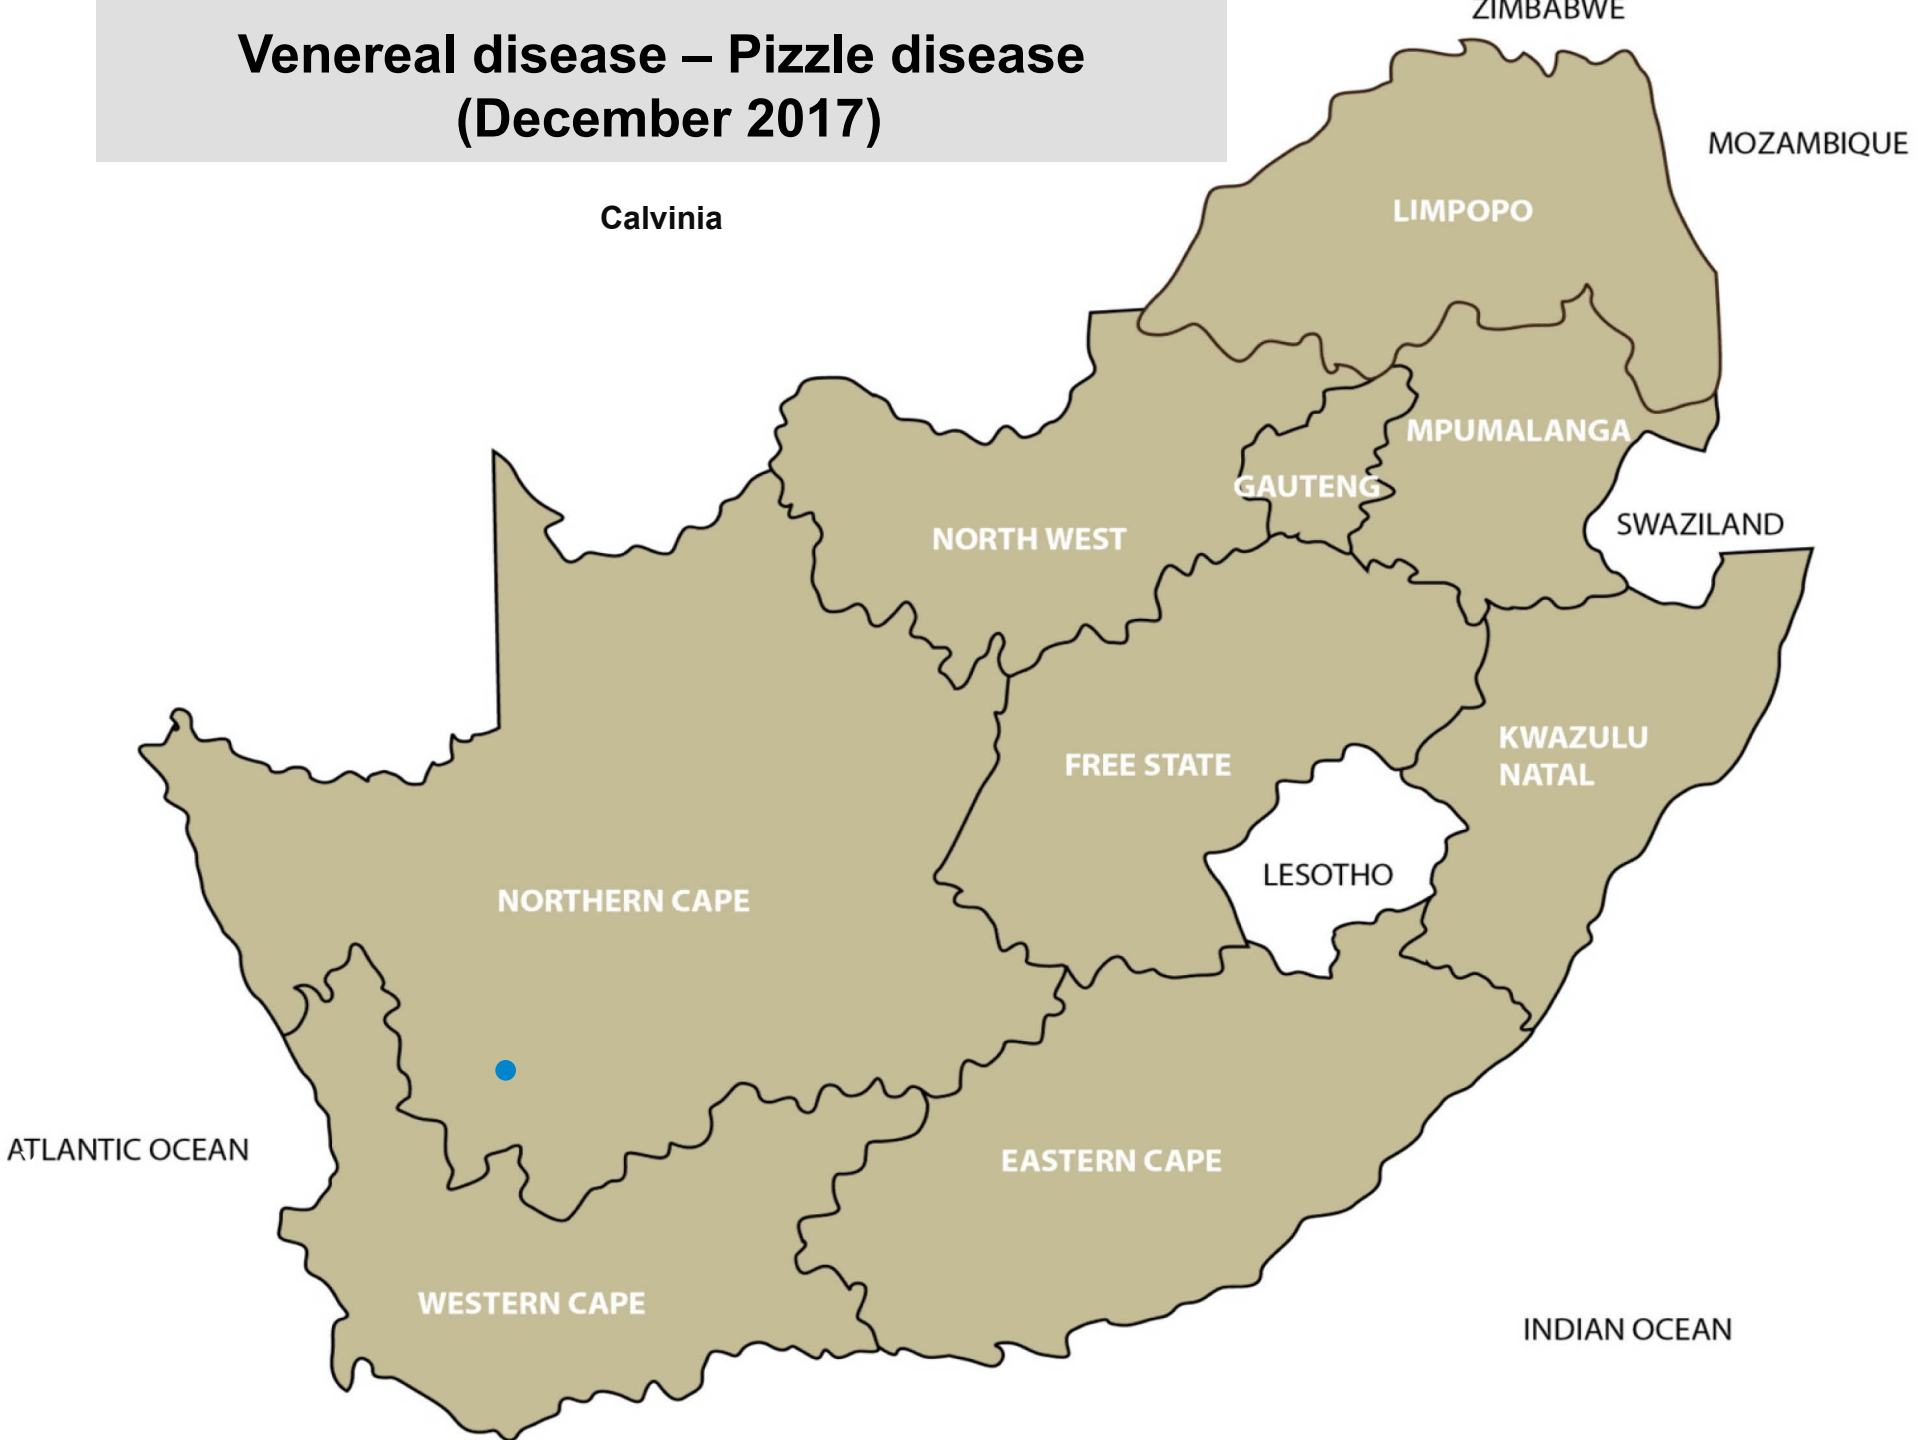 Venereal disease – Pizzle disease
(December 2017)
Calvinia
ZIMBABWE
MOZAMBIQUE
LIMPOPO
MPUMALANGA
GAUTENG
SWAZILAND
NORTH WEST
KWAZULU
NATAL
FREE STATE
LESOTHO
NORTHERN CAPE
ATLANTIC OCEAN
EASTERN CAPE
WESTERN CAPE
INDIAN OCEAN